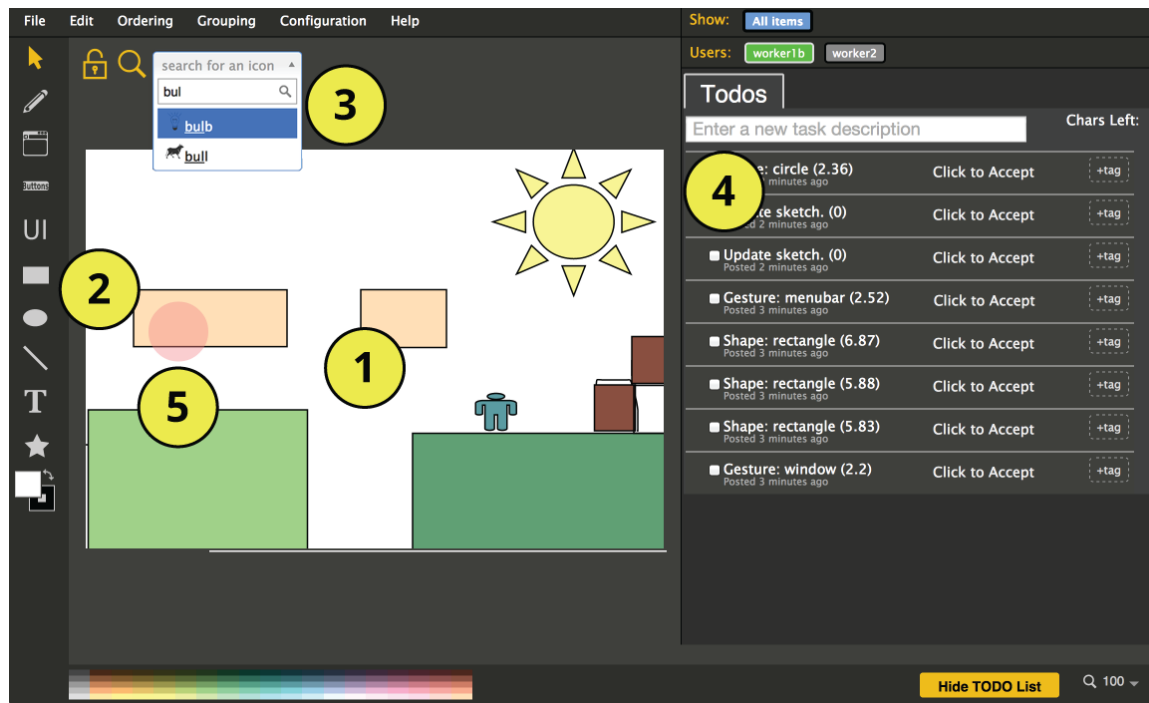 File Edit Ordering Grouping Configuration Help
Show: All items
Users: worker1b worker2
search for an icon
bul
bulb
bull
3
Buttons
UI
T
2
1
5
Todos
Enter a new task description
Chars Left:
4
: circle (2.36) Click to Accept +tag
minutes ago
te sketch. (0) Click to Accept +tag
ed 2 minutes ago
Update sketch. (0) Click to Accept +tag
Posted 2 minutes ago
Gesture: menubar (2.52) Click to Accept +tag
Posted 3 minutes ago
Shape: rectangle (6.87) Click to Accept +tag
Posted 3 minutes ago
Shape: rectangle (5.88) Click to Accept +tag
Posted 3 minutes ago
Shape: rectangle (5.83) Click to Accept +tag
Posted 3 minutes ago
Gesture: window (2.2) Click to Accept +tag
Posted 3 minutes ago
Hide TODO List
100